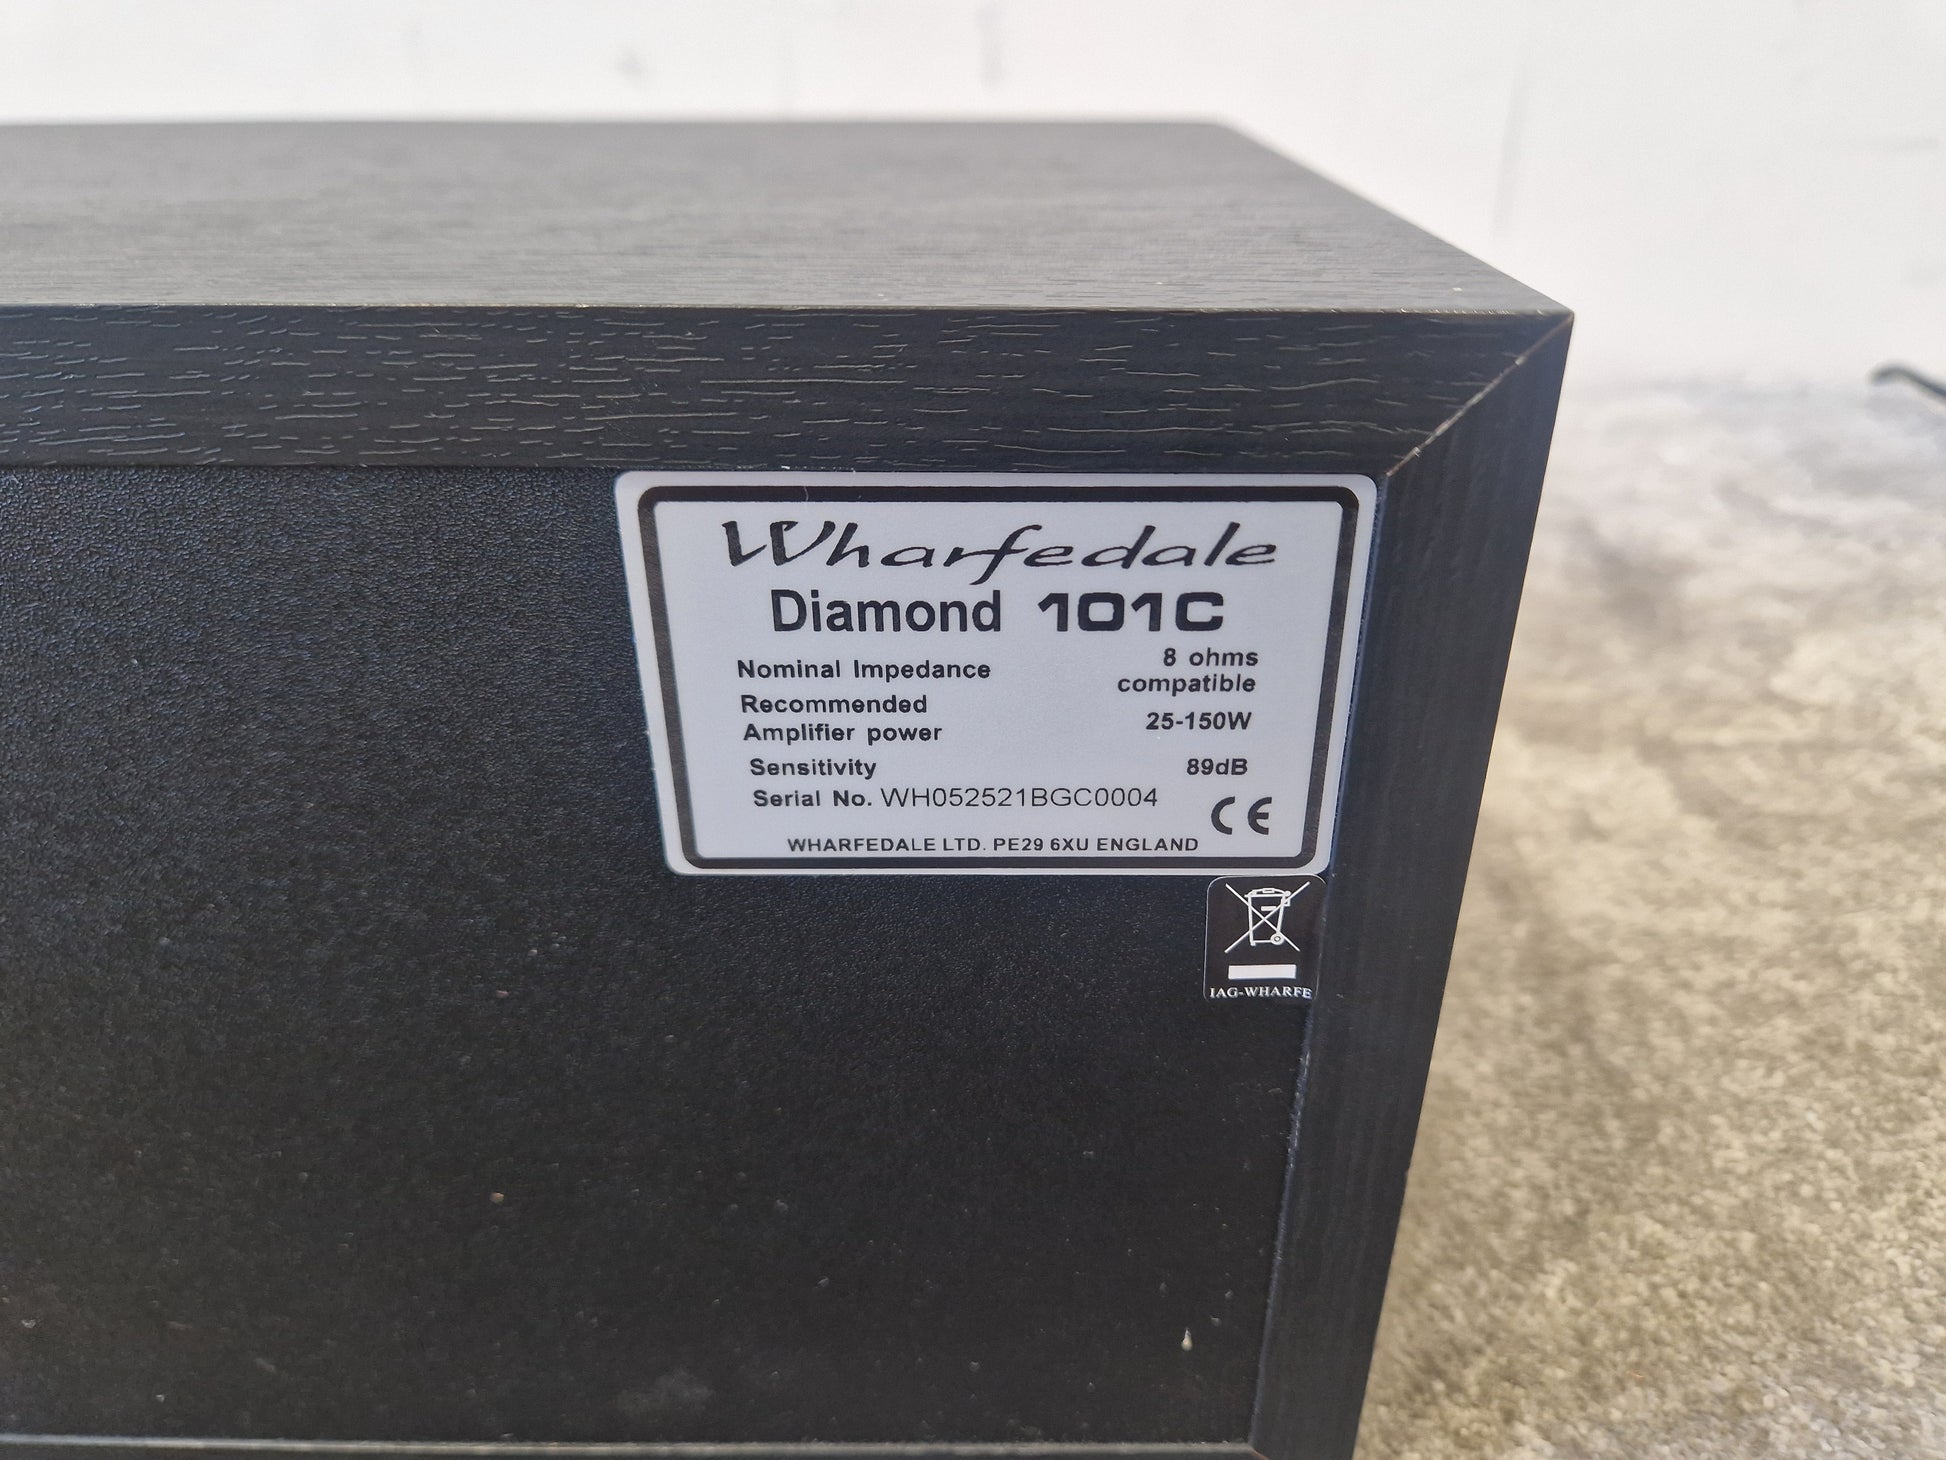 Wharfedale
Diamond 101C
Nominal Impedance 8 ohms compatible
Recommended Amplifier power 25-150W
Sensitivity 89dB
Serial No. WH052521BGC0004
CE
WHARFEDALE LTD. PE29 6XU ENGLAND
IAG-WHARFE